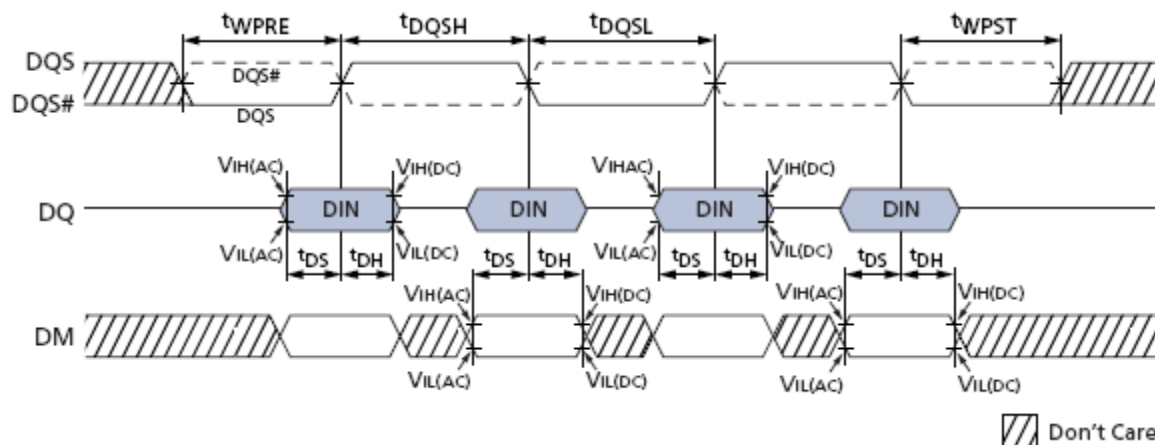 tWPRE tDQSH tDQSL tWPST
DQS
DQS#
DQS#
DQS
VIH(AC) VIH(DC) VIHAC) VIH(DC)
DQ DIN DIN DIN DIN
VIL(AC) VIL(DC) VIL(AC) VIL(DC)
tDS tDH tDS tDH tDS tDH tDS tDH
VIH(AC) VIH(DC) VIH(AC) VIH(DC)
DM
VIL(AC) VIL(DC) VIL(AC) VIL(DC)
Don't Care